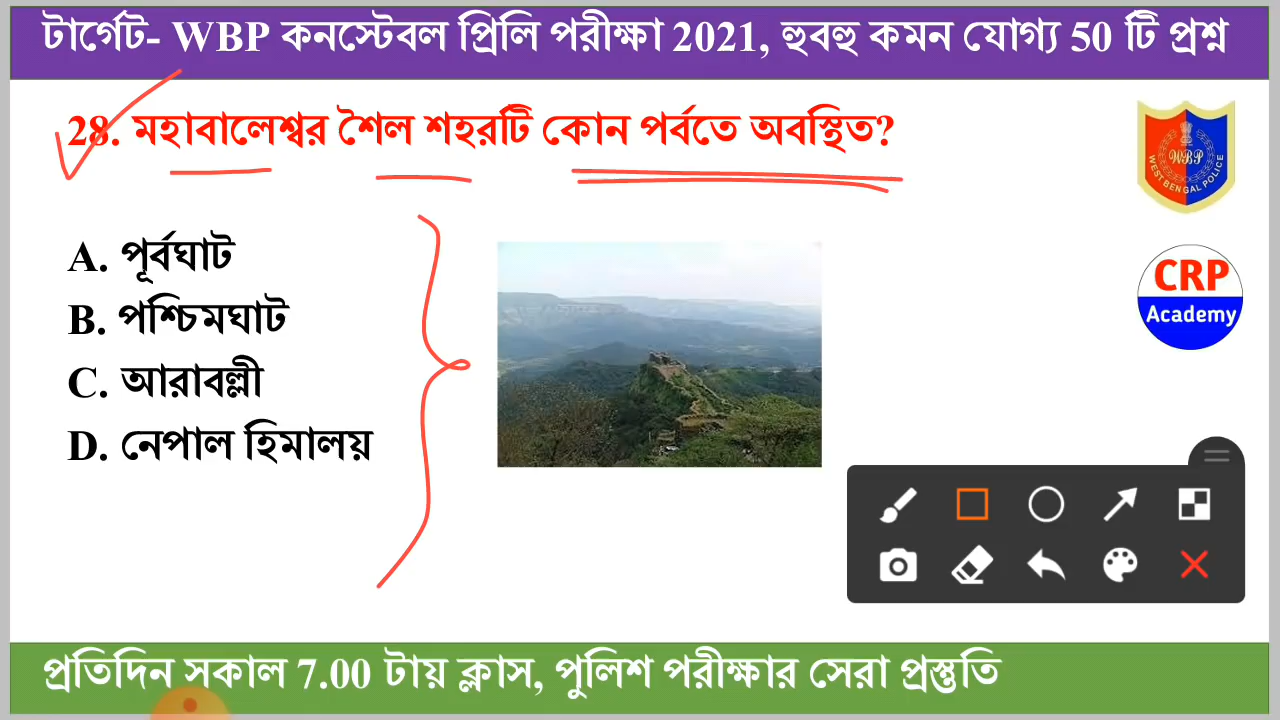 টার্গেট- WBP কনস্টেবল প্রিলি পরীক্ষা 2021, হুবহু কমন যোগ্য 50 টি প্রশ্ন
28. মহাবালেশ্বর শৈল শহরটি কোন পর্বতে অবস্থিত?
A. পূর্বঘাট
B. পশ্চিমঘাট
C. আরাবল্লী
D. নেপাল হিমালয়
WBP
WEST BENGAL POLICE
CRP
Academy
প্রতিদিন সকাল 7.00 টায় ক্লাস, পুলিশ পরীক্ষার সেরা প্রস্তুতি